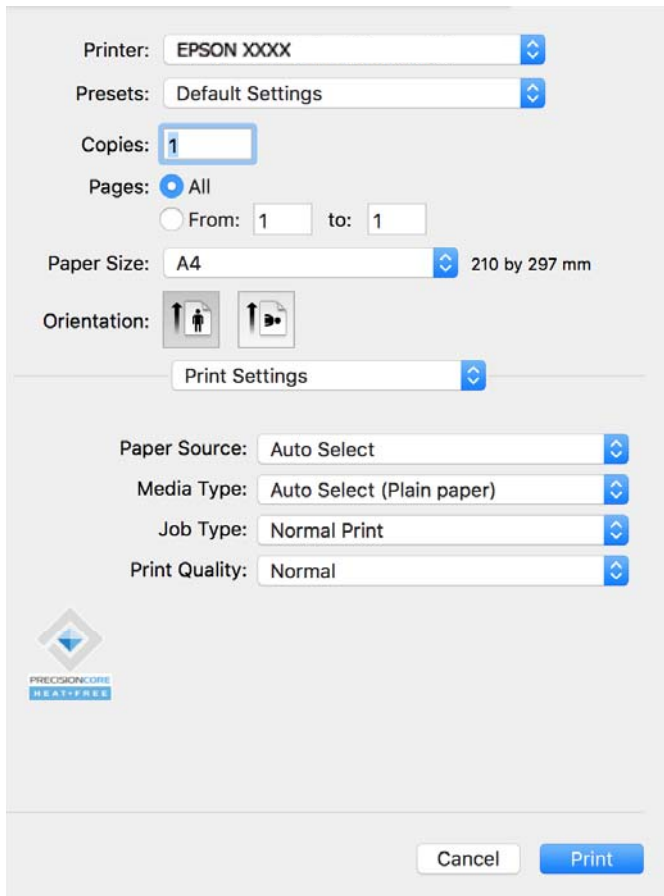 Printer: EPSON XXXX
Presets: Default Settings
Copies: 1
Pages: All
From: 1 to: 1
Paper Size: A4 210 by 297 mm
Orientation:
Print Settings
Paper Source: Auto Select
Media Type: Auto Select (Plain paper)
Job Type: Normal Print
Print Quality: Normal
PRECISIONCORE
HEAT•FREE
Cancel Print